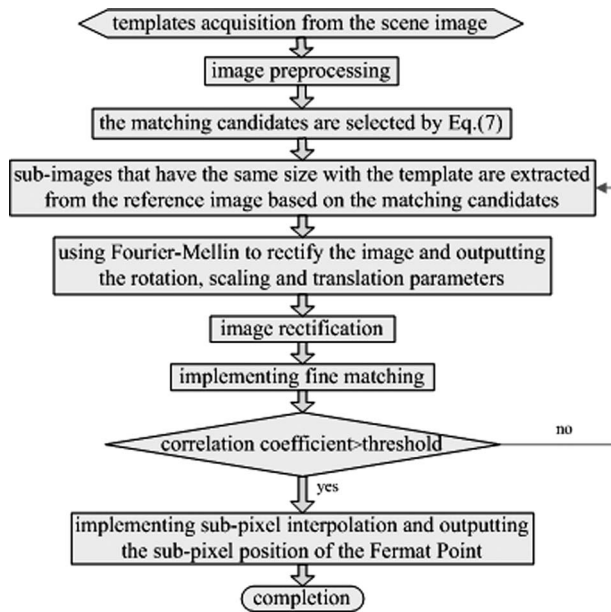 templates acquisition from the scene image
image preprocessing
the matching candidates are selected by Eq.(7)
sub-images that have the same size with the template are extracted
from the reference image based on the matching candidates
using Fourier-Mellin to rectify the image and outputting
the rotation, scaling and translation parameters
image rectification
implementing fine matching
correlation coefficient>threshold
no
yes
implementing sub-pixel interpolation and outputting
the sub-pixel position of the Fermat Point
completion